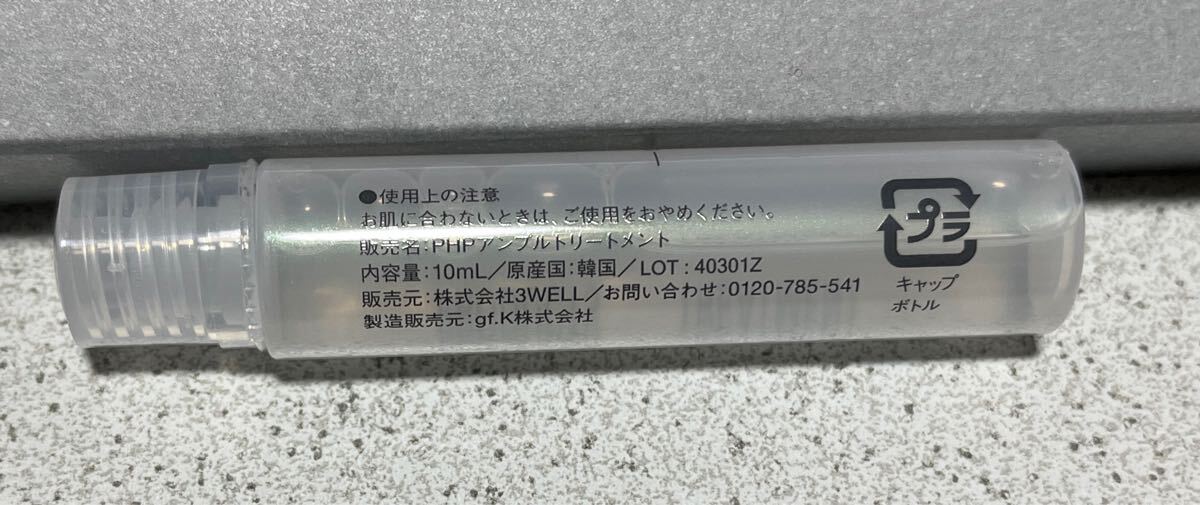 ●使用上の注意
お肌に合わないときは、ご使用をおやめください。
販売名:PHPアンプルトリートメント
内容量:10mL/原産国:韓国/LOT:40301Z
販売元:株式会社3WELL/お問い合わせ:0120-785-541
製造販売元:gf.K株式会社
プラ
キャップ
ボトル